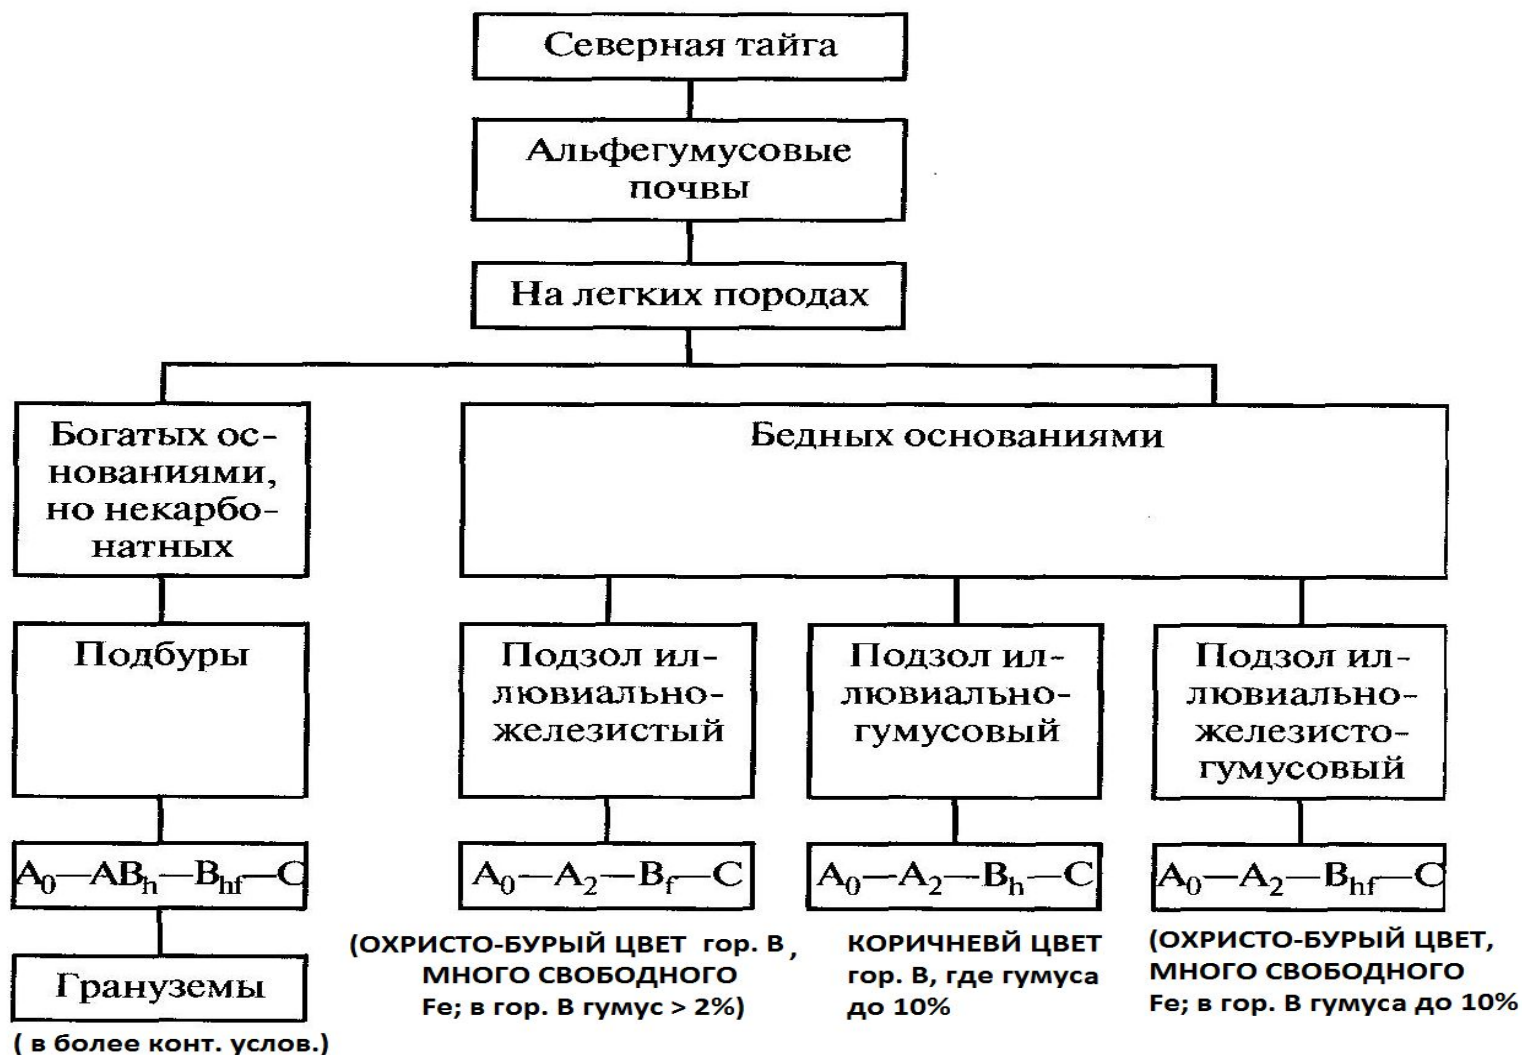 Северная тайга
Альфегумусовые
почвы
На легких породах
Богатых ос-
нованиями,
но некарбо-
натных
Бедных основаниями
Подбуры
Подзол ил-
лювиально-
железистый
Подзол ил-
лювиально-
гумусовый
Подзол ил-
лювиально-
железисто-
гумусовый
A₀—ABₕ—Bₕf—C
A₀—A₂—Bf—C
A₀—A₂—Bₕ—C
A₀—A₂—Bₕf—C
Грануземы
( в более конт. услов.)
(ОХРИСТО-БУРЫЙ ЦВЕТ гор. В ,
МНОГО СВОБОДНОГО
Fe; в гор. В гумус > 2%)
КОРИЧНЕВЙ ЦВЕТ
гор. В, где гумуса
до 10%
(ОХРИСТО-БУРЫЙ ЦВЕТ,
МНОГО СВОБОДНОГО
Fe; в гор. В гумуса до 10%